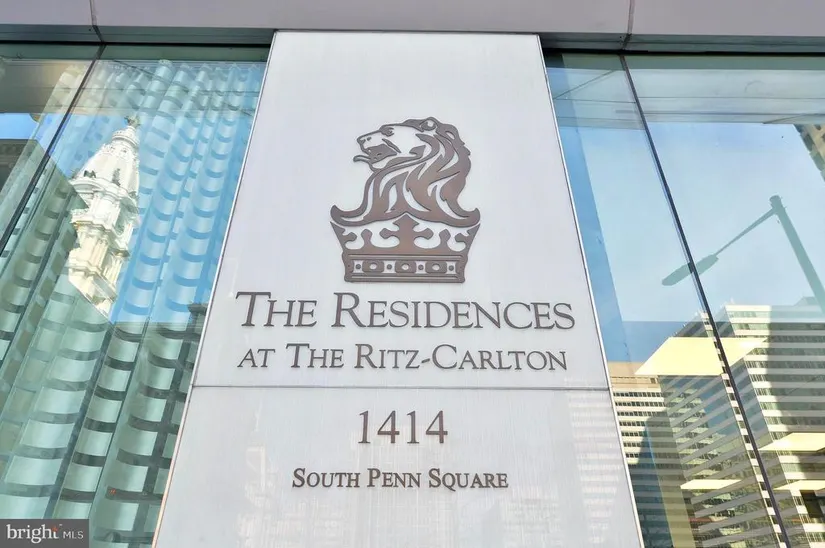 The Residences
at The Ritz-Carlton
1414
South Penn Square
bright MLS